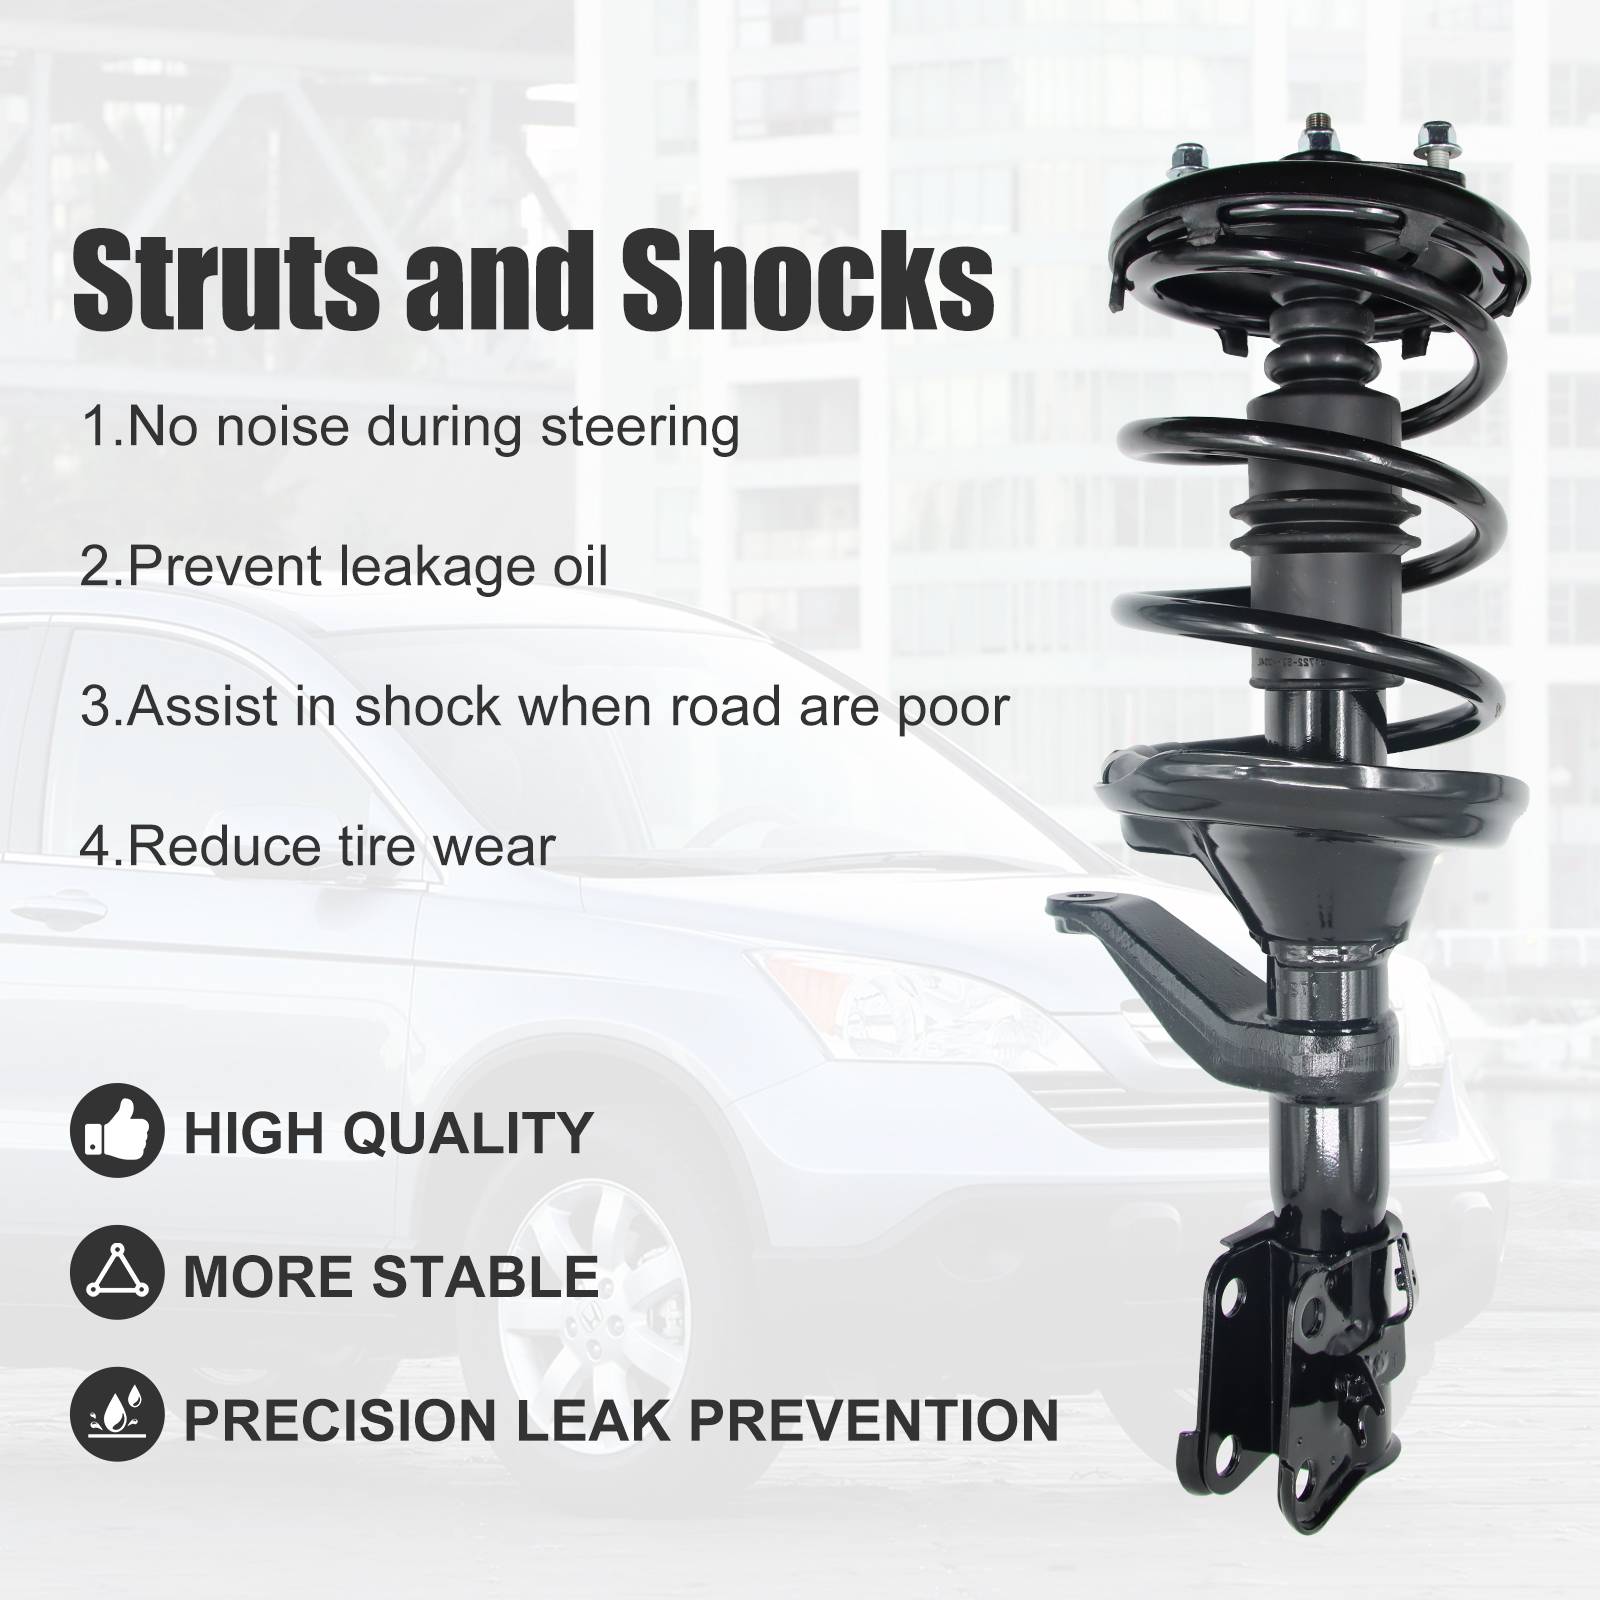 Struts and Shocks
1.No noise during steering
2.Prevent leakage oil
3.Assist in shock when road are poor
4.Reduce tire wear
HIGH QUALITY
MORE STABLE
PRECISION LEAK PREVENTION